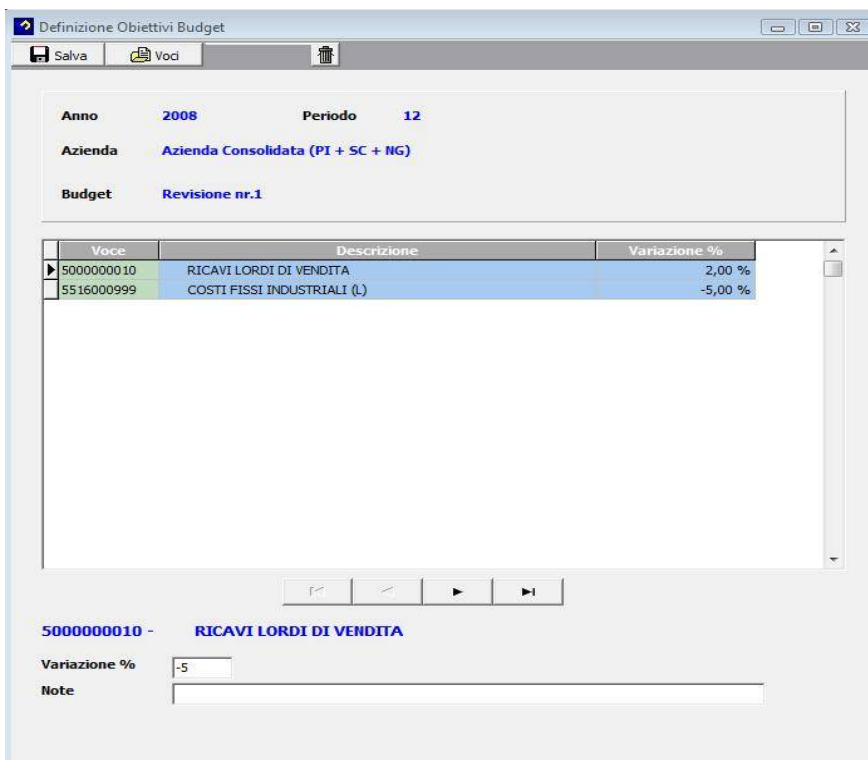 Definizione Obiettivi Budget
Salva Voci
Anno 2008 Periodo 12
Azienda Azienda Consolidata (PI + SC + NG)
Budget Revisione nr.1
Voce Descrizione Variazione %
5000000010 RICAVI LORDI DI VENDITA 2,00 %
5516000999 COSTI FISSI INDUSTRIALI (L) -5,00 %
5000000010 - RICAVI LORDI DI VENDITA
Variazione % -5
Note